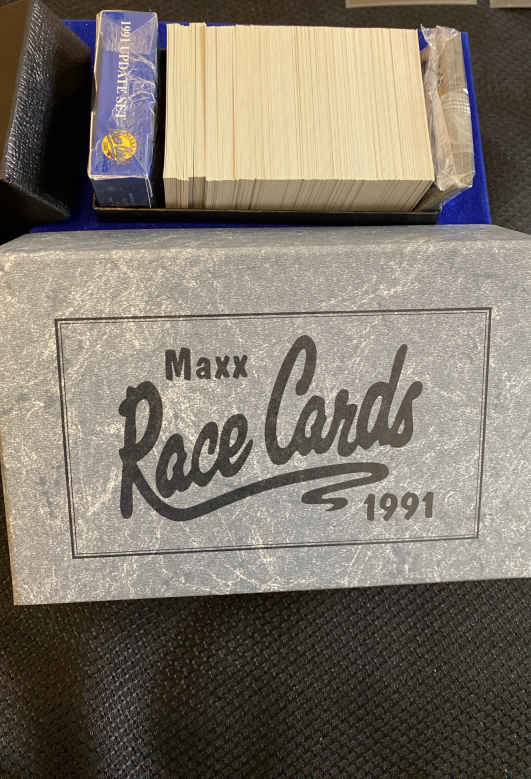 1991 UPDATE SET
Maxx
Race Cards
1991